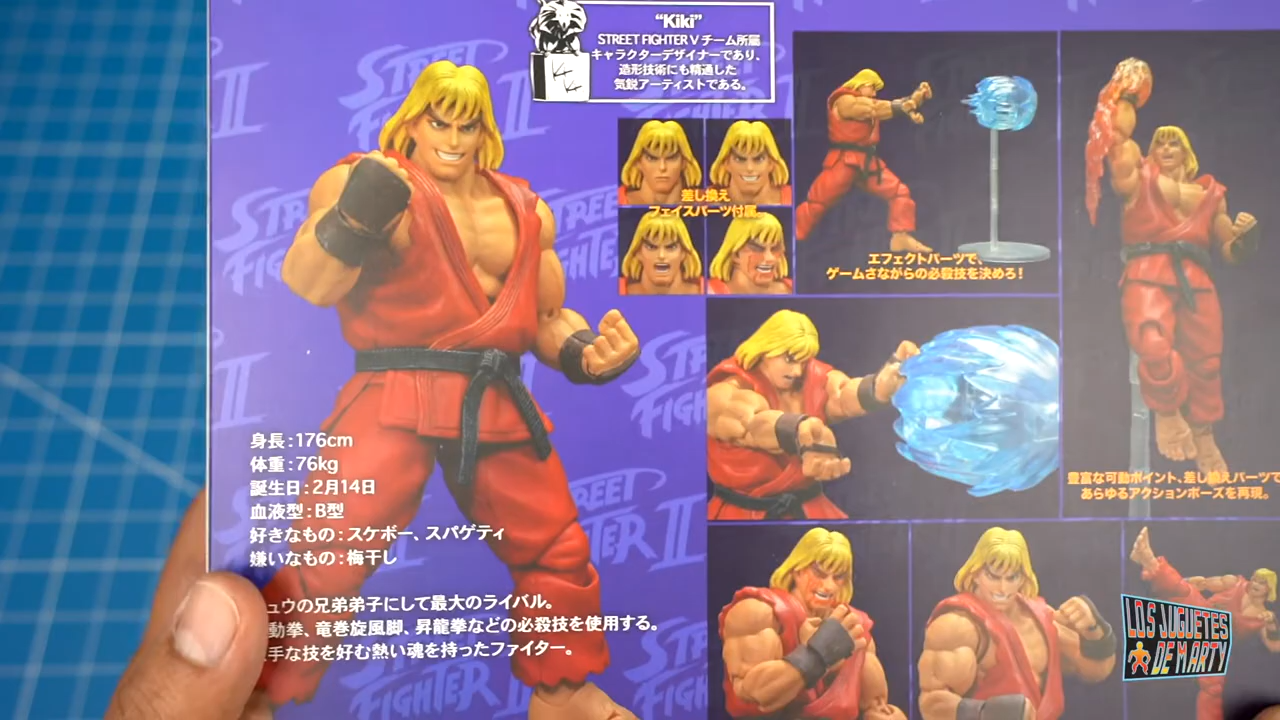 “Kiki”
STREET FIGHTER V チーム所属
キャラクターデザイナーであり、
造形技術にも精通した
気鋭アーティストである。
差し換え
フェイスパーツ付属。
エフェクトパーツで、
ゲームさながらの必殺技を決めろ！
豊富な可動ポイント、差し換えパーツで
あらゆるアクションポーズを再現。
身長：176cm
体重：76kg
誕生日：2月14日
血液型：B型
好きなもの：スケボー、スパゲティ
嫌いなもの：梅干し
ュウの兄弟弟子にして最大のライバル。
動拳、竜巻旋風脚、昇龍拳などの必殺技を使用する。
手な技を好む熱い魂を持ったファイター。
STREET FIGHTER II
LOS JUGUETES
DE MARTY